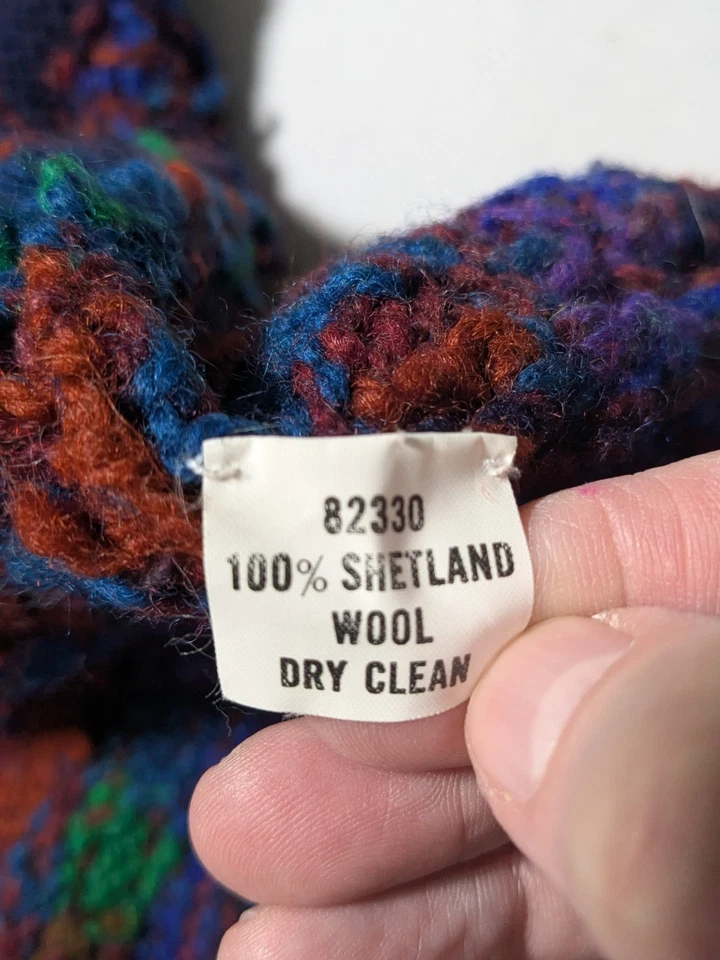 82330
100% SHETLAND
WOOL
DRY CLEAN